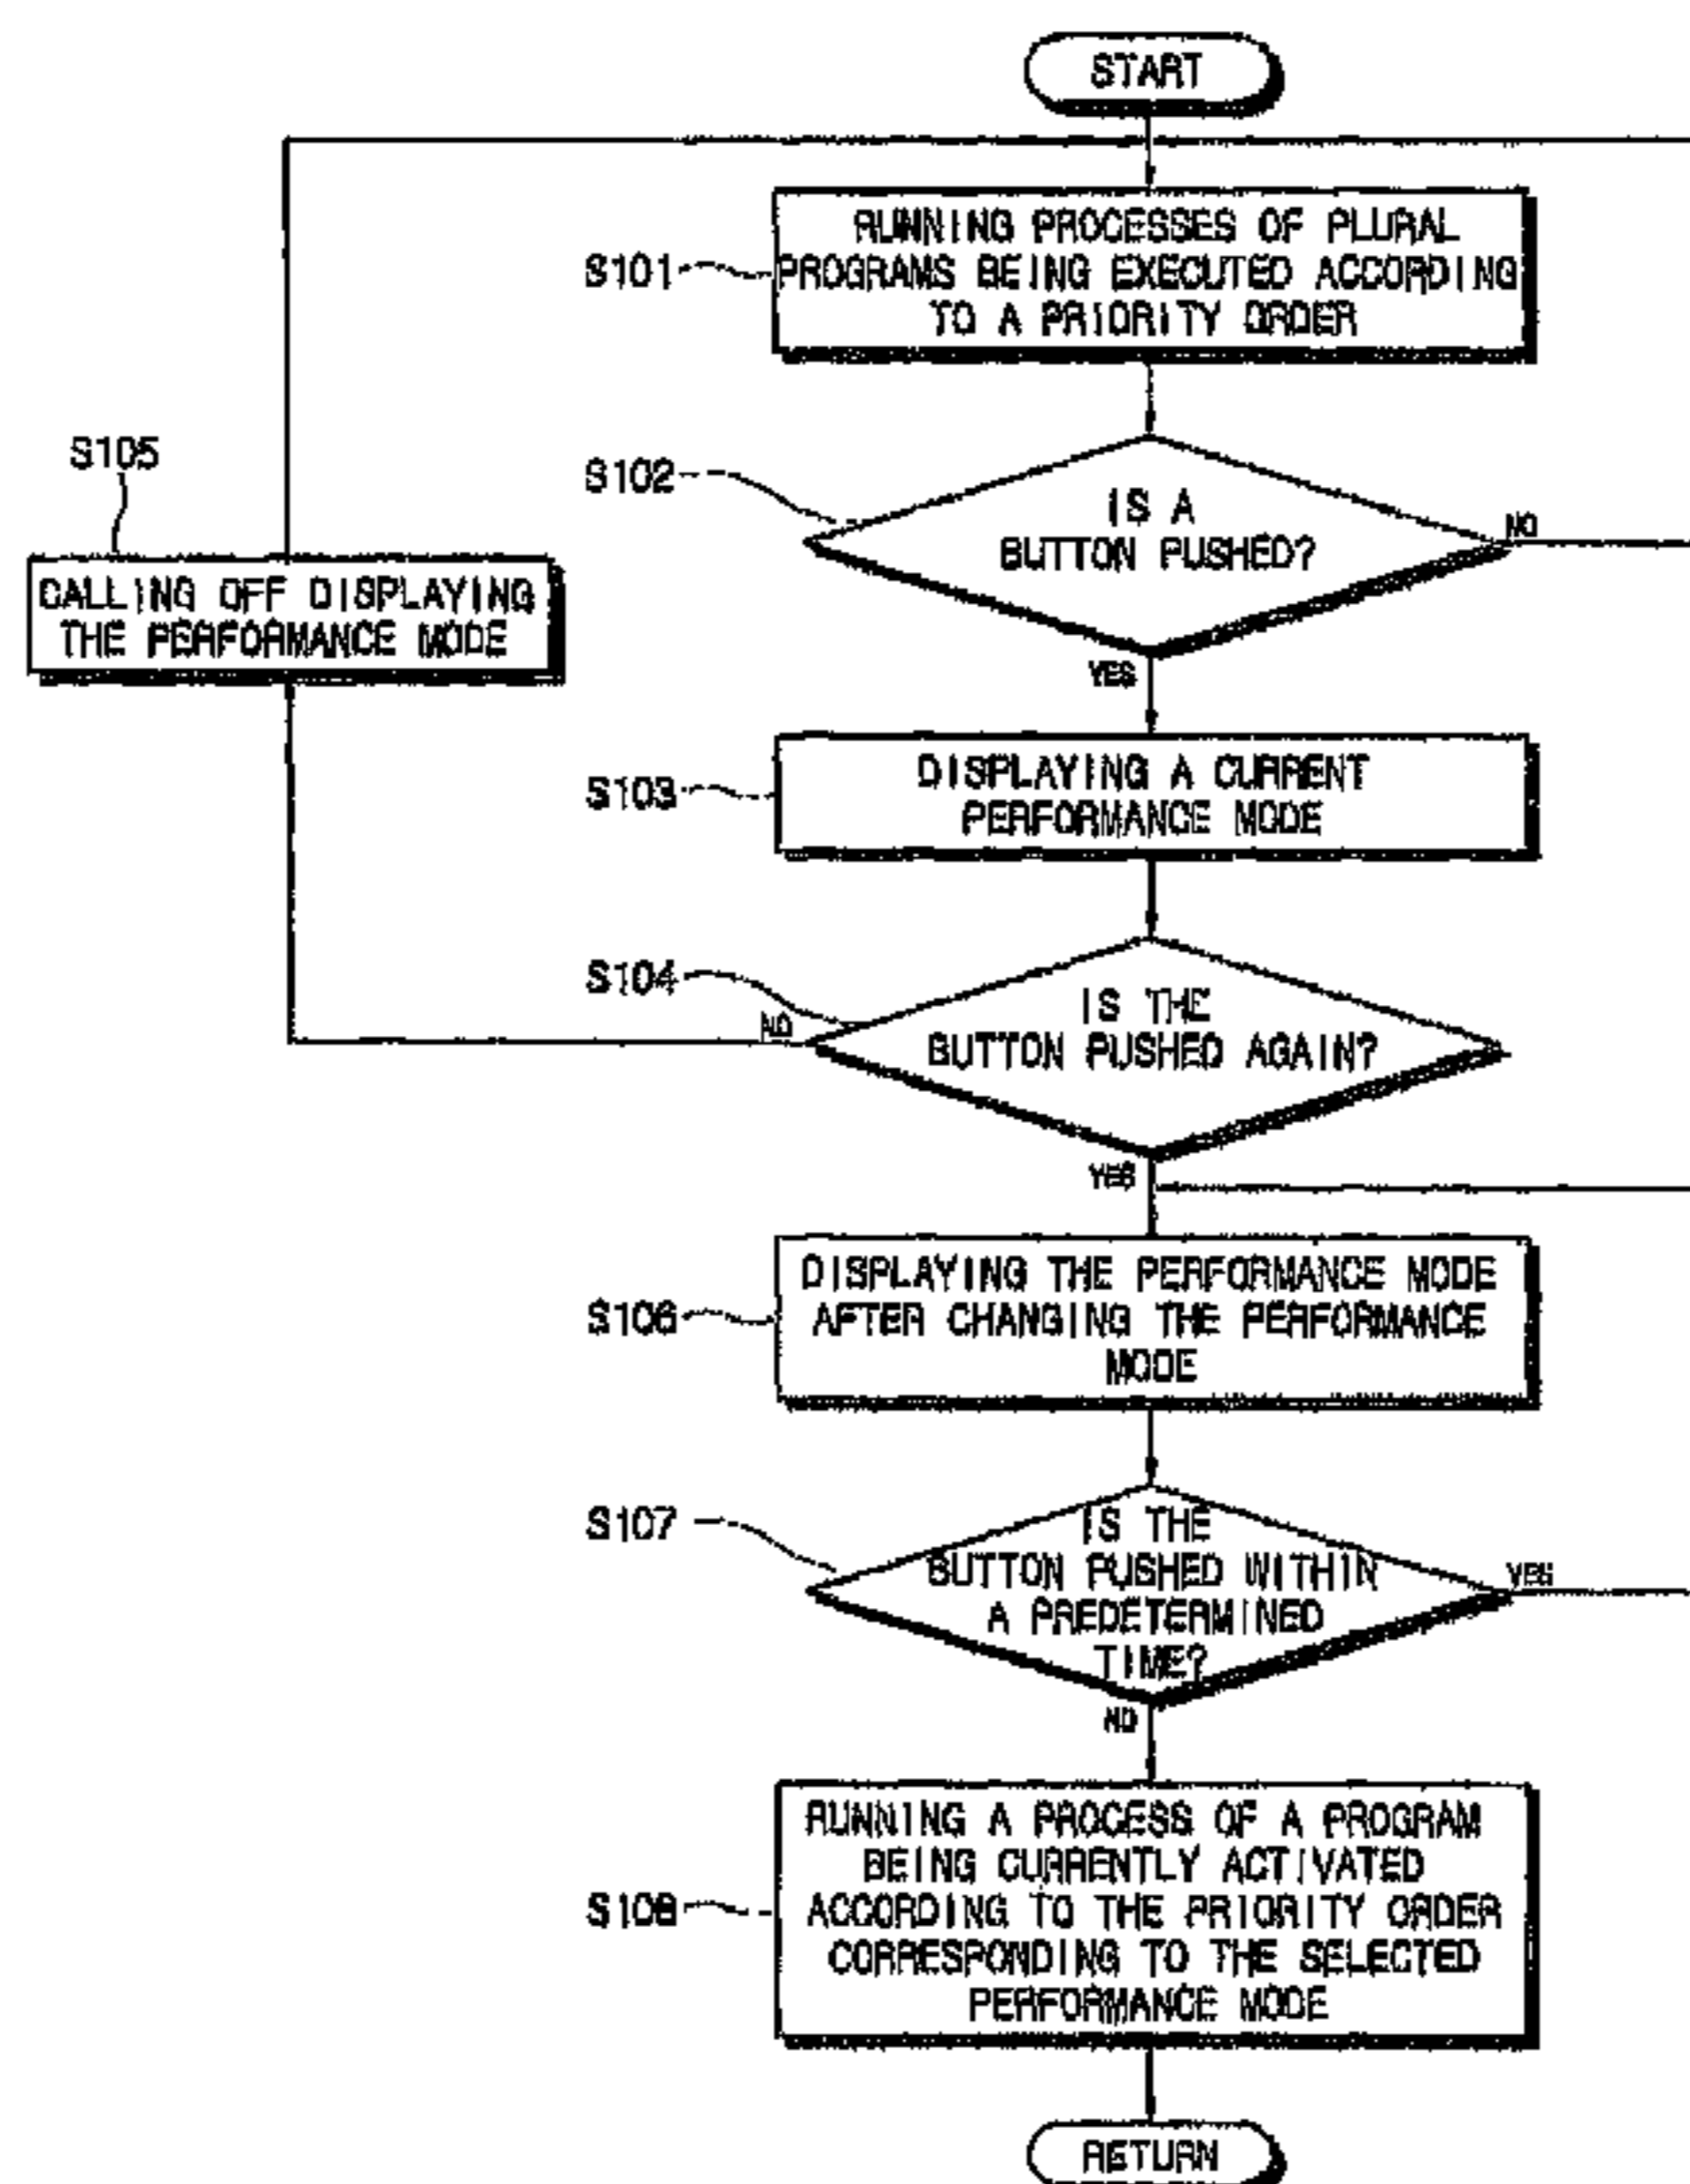 START
RUNNING PROCESSES OF PLURAL
PROGRAMS BEING EXECUTED ACCORDING
TO A PRIORITY ORDER
S101
S102
IS A
BUTTON PUSHED?
NO
YES
S105
CALLING OFF DISPLAYING
THE PERFORMANCE MODE
S103
DISPLAYING A CURRENT
PERFORMANCE MODE
S104
IS THE
BUTTON PUSHED AGAIN?
NO
YES
S106
DISPLAYING THE PERFORMANCE MODE
AFTER CHANGING THE PERFORMANCE
MODE
S107
IS THE
BUTTON PUSHED WITHIN
A PREDETERMINED
TIME?
YES
NO
S108
RUNNING A PROCESS OF A PROGRAM
BEING CURRENTLY ACTIVATED
ACCORDING TO THE PRIORITY ORDER
CORRESPONDING TO THE SELECTED
PERFORMANCE MODE
RETURN